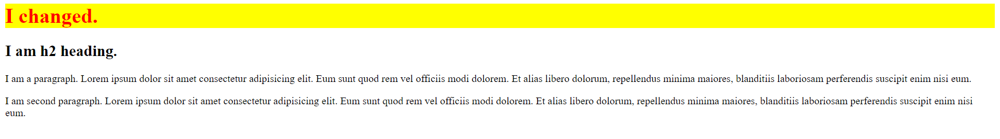 I changed.
I am h2 heading.
I am a paragraph. Lorem ipsum dolor sit amet consectetur adipisicing elit. Eum sunt quod rem vel officiis modi dolorem. Et alias libero dolorum, repellendus minima maiores, blanditiis laboriosam perferendis suscipit enim nisi eum.
I am second paragraph. Lorem ipsum dolor sit amet consectetur adipisicing elit. Eum sunt quod rem vel officiis modi dolorem. Et alias libero dolorum, repellendus minima maiores, blanditiis laboriosam perferendis suscipit enim nisi
eum.